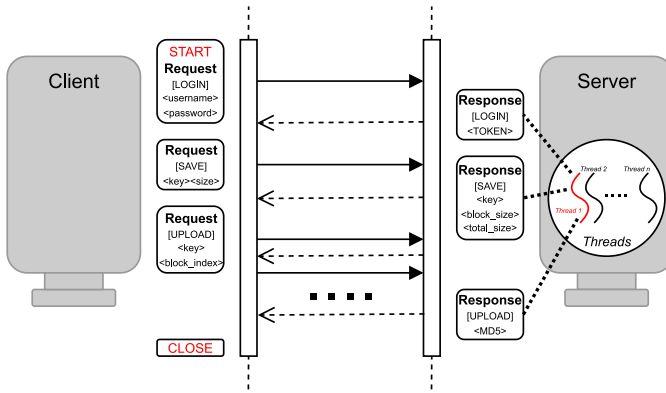 Client
START
Request
[LOGIN]
<username>
<password>
Request
[SAVE]
<key><size>
Request
[UPLOAD]
<key>
<block_index>
CLOSE
Response
[LOGIN]
<TOKEN>
Response
[SAVE]
<key>
<block_size>
<total_size>
Response
[UPLOAD]
<MD5>
Server
Thread 2
Thread n
Thread 1
Threads